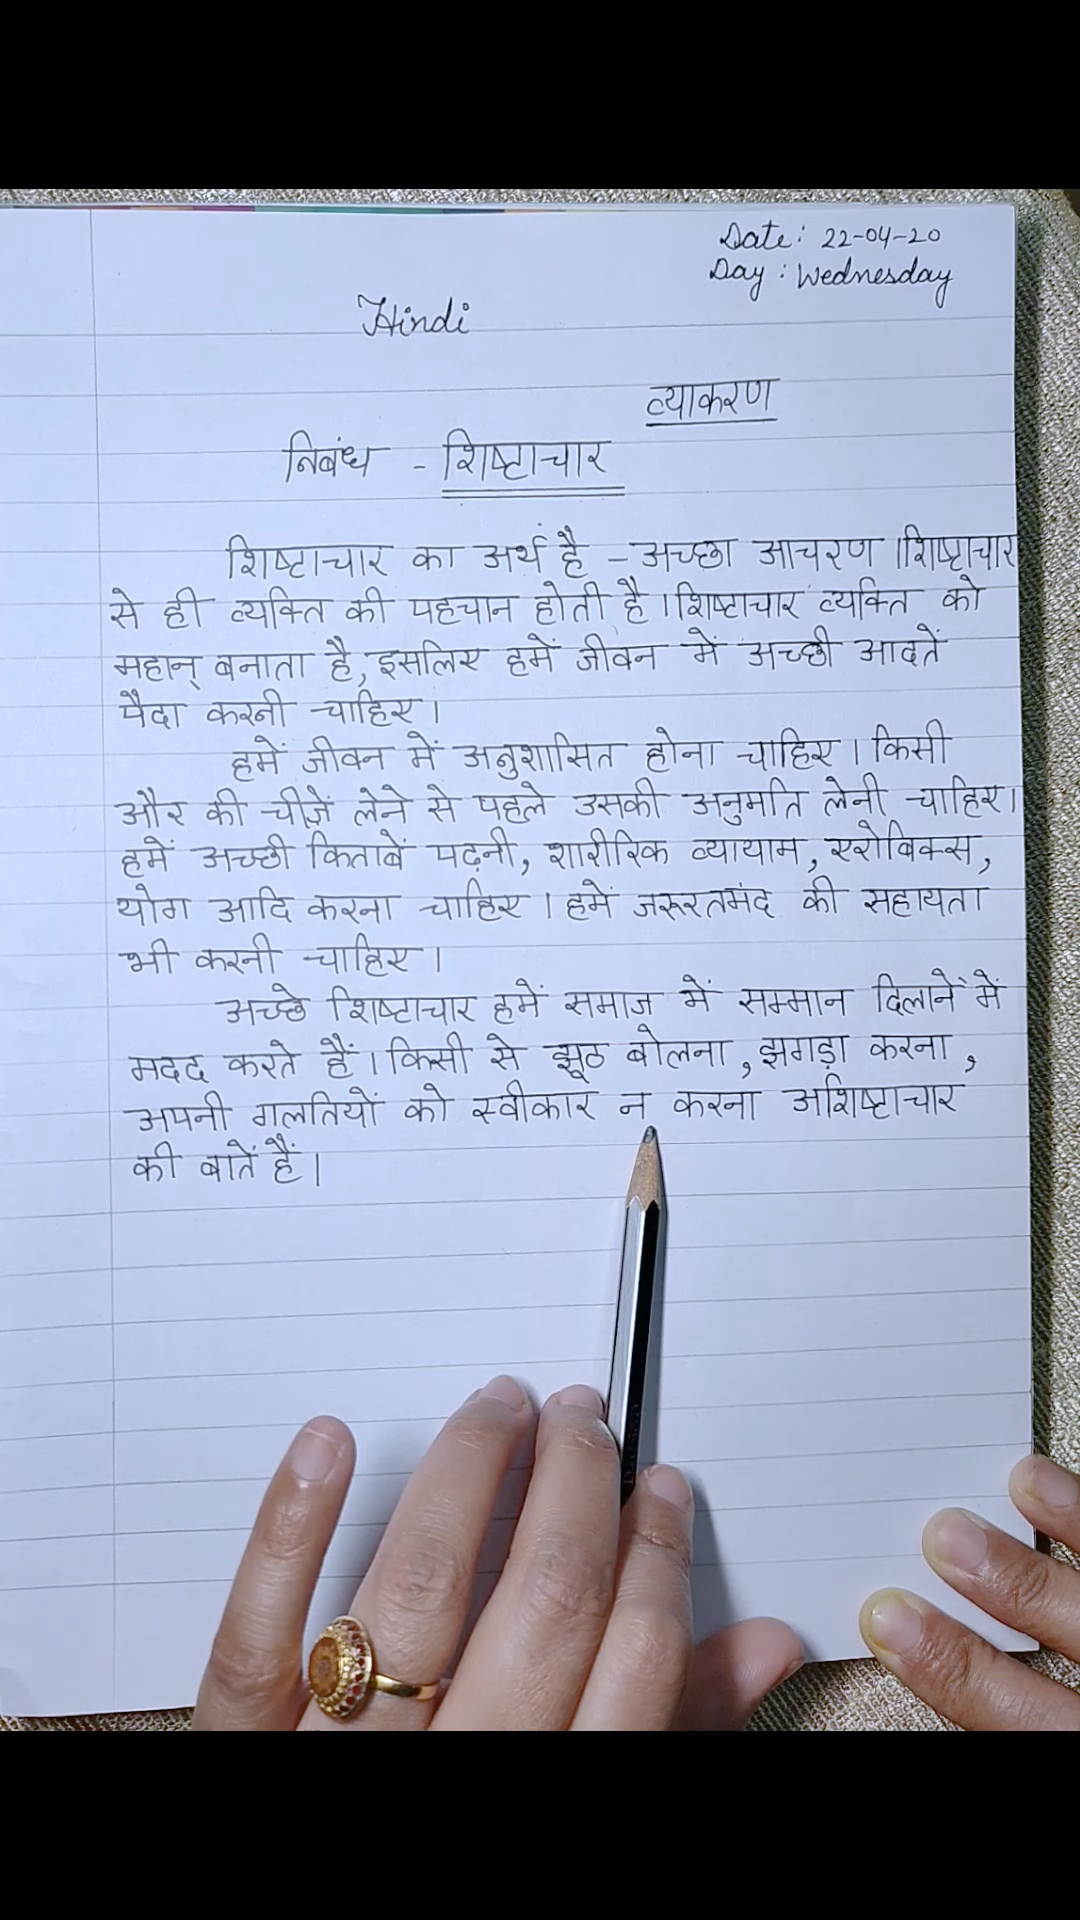 Date: 22-04-20
Day: Wednesday
Hindi
व्याकरण
निबंध - शिष्टाचार
शिष्टाचार का अर्थ है - अच्छा आचरण। शिष्टाचार
से ही व्यक्ति की पहचान होती है। शिष्टाचार व्यक्ति को
महान् बनाता है, इसलिए हमें जीवन में अच्छी आदतें
पैदा करनी चाहिए।
हमें जीवन में अनुशासित होना चाहिए। किसी
और की चीज़ें लेने से पहले उसकी अनुमति लेनी चाहिए।
हमें अच्छी किताबें पढ़नी, शारीरिक व्यायाम, एरोबिक्स,
योग आदि करना चाहिए। हमें जरूरतमंद की सहायता
भी करनी चाहिए।
अच्छे शिष्टाचार हमें समाज में सम्मान दिलानें में
मदद करते हैं। किसी से झूठ बोलना, झगड़ा करना,
अपनी गलतियों को स्वीकार न करना अशिष्टाचार
की बातें हैं।